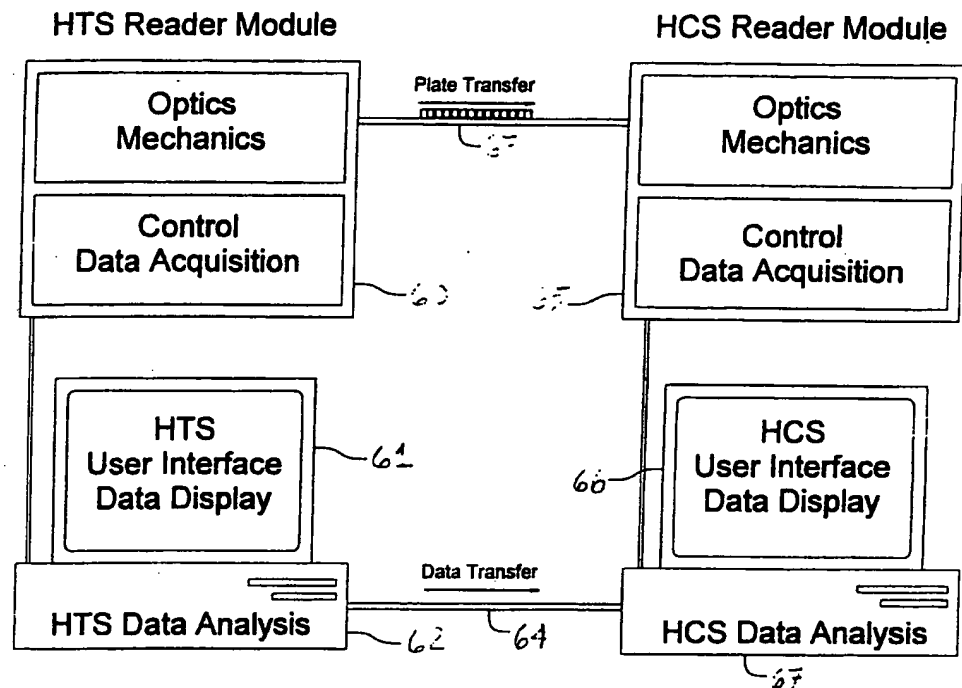 HTS Reader Module
HCS Reader Module
Plate Transfer
Optics
Mechanics
Optics
Mechanics
Control
Data Acquisition
Control
Data Acquisition
HTS
User Interface
Data Display
61
HCS
User Interface
Data Display
66
Data Transfer
HTS Data Analysis
62
64
HCS Data Analysis
67